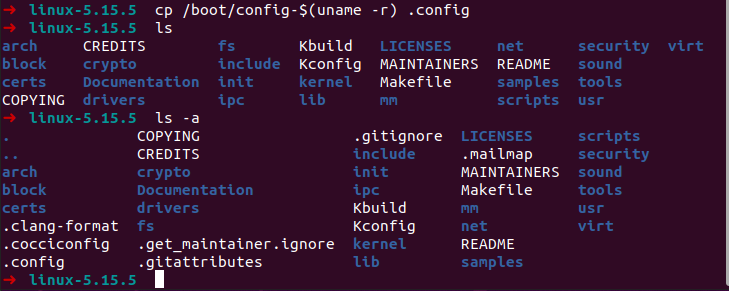 ➜ linux-5.15.5 cp /boot/config-$(uname -r) .config
➜ linux-5.15.5 ls
arch CREDITS fs Kbuild LICENSES net security virt
block crypto include Kconfig MAINTAINERS README sound
certs Documentation init kernel Makefile samples tools
COPYING drivers ipc lib mm scripts usr
➜ linux-5.15.5 ls -a
. COPYING .gitignore LICENSES scripts
.. CREDITS include .mailmap security
arch crypto init MAINTAINERS sound
block Documentation ipc Makefile tools
certs drivers Kbuild mm usr
.clang-format fs Kconfig net virt
.cocciconfig .get_maintainer.ignore kernel README
.config .gitattributes lib samples
➜ linux-5.15.5